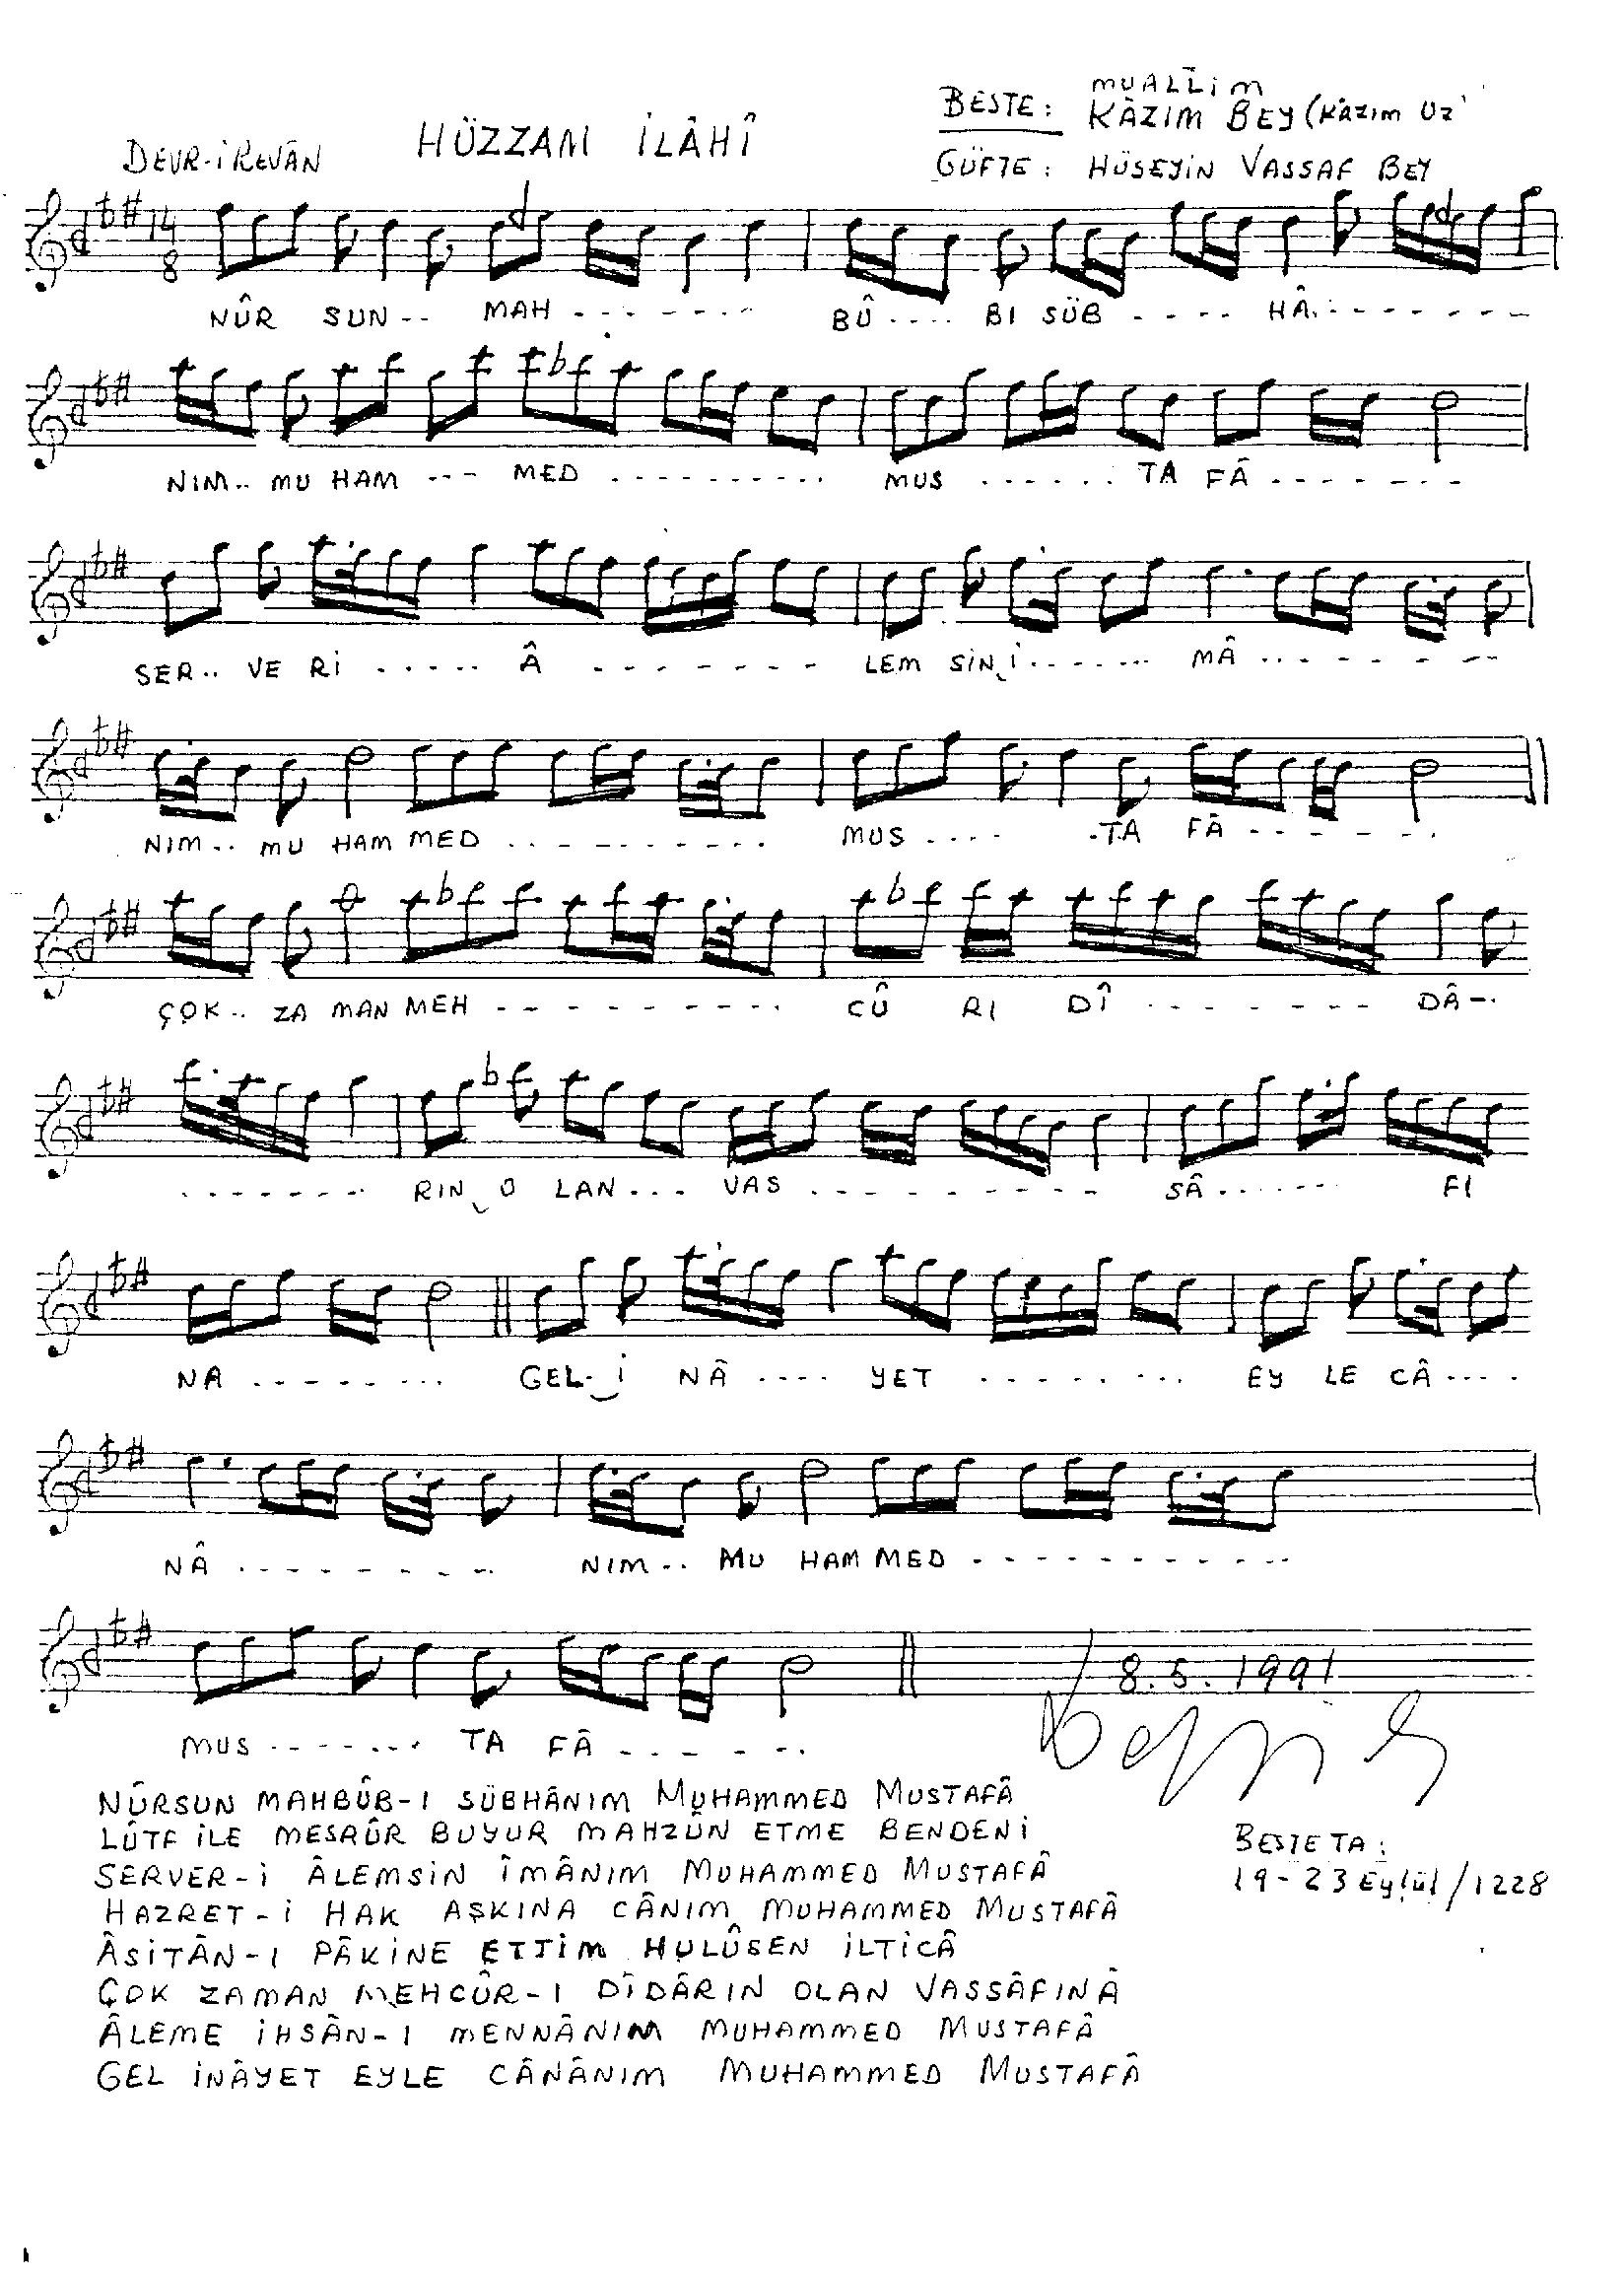 MUALLİM
BESTE: KÂZIM BEY (KÂZIM UZ
DEVR-İ REVÂN HÜZZAM İLÂHÎ
GÜFTE: HÜSEYİN VASSAF BEY
14
8
NÛR SUN-- MAH ------- BÛ ---- BI SÜB ---- HÂ ---------
NIM-- MU HAM --- MED ---------- MUS ------ TA FÂ -------
SER-- VE RI ----- Â -------- LEM SİN İ ------- MÂ -------
NIM-- MU HAM MED ---------- MUS ---- -TA FÂ ------
ÇOK-- ZA MAN MEH --------- CÛ RI DÎ ------- DÂ--
------- RIN O LAN --- VAS --------- SÂ ------ FI
NA ------- GEL- İ NÂ ---- YET ------- EY LE CÂ----
NÂ -------- NIM-- MU HAM MED ----------
MUS ------- TA FÂ -----
8.5.1991
NÛRSUN MAHBÛB-I SÜBHÂNIM MUHAMMED MUSTAFÂ
LÛTF İLE MESRÛR BUYUR MAHZÛN ETME BENDENİ
SERVER-İ ÂLEMSİN ÎMÂNIM MUHAMMED MUSTAFÂ
HAZRET-İ HAK AŞKINA CÂNIM MUHAMMED MUSTAFÂ
ÂSİTÂN-I PÂKİNE ETTİM HULÛSEN İLTİCÂ
ÇOK ZAMAN MEHCÛR-I DÎDÂRIN OLAN VASSÂFINÂ
ÂLEME İHSÂN-I MENNÂNIM MUHAMMED MUSTAFÂ
GEL İNÂYET EYLE CÂNÂNIM MUHAMMED MUSTAFÂ
BESTE TA:
19-23 Eylül/1228